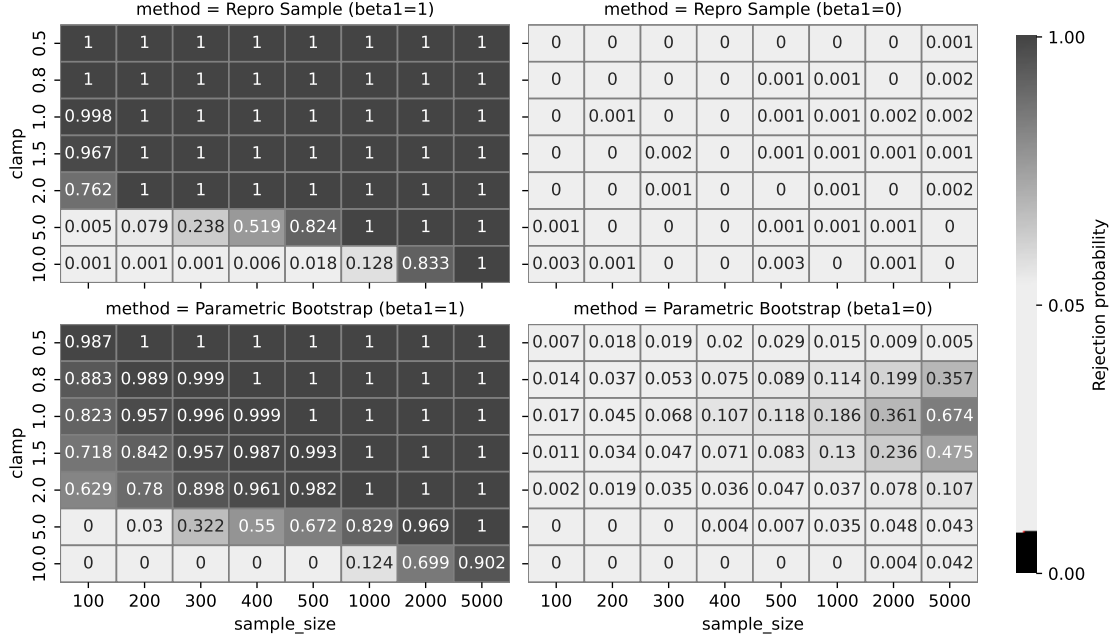 method = Repro Sample (beta1=1)
0.5 1 1 1 1 1 1 1 1
0.8 1 1 1 1 1 1 1 1
1.0 0.998 1 1 1 1 1 1 1
1.5 0.967 1 1 1 1 1 1 1
2.0 0.762 1 1 1 1 1 1 1
5.0 0.005 0.079 0.238 0.519 0.824 1 1 1
10.0 0.001 0.001 0.001 0.006 0.018 0.128 0.833 1
clamp
method = Repro Sample (beta1=0)
0 0 0 0 0 0 0 0.001
0 0 0 0 0.001 0.001 0 0.002
0 0.001 0 0 0.001 0.001 0.002 0.002
0 0 0.002 0 0.001 0.001 0.001 0.001
0 0 0.001 0 0 0.001 0 0.002
0.001 0 0 0 0.001 0.001 0.001 0
0.003 0.001 0 0 0.003 0 0.001 0
method = Parametric Bootstrap (beta1=1)
0.5 0.987 1 1 1 1 1 1 1
0.8 0.883 0.989 0.999 1 1 1 1 1
1.0 0.823 0.957 0.996 0.999 1 1 1 1
1.5 0.718 0.842 0.957 0.987 0.993 1 1 1
2.0 0.629 0.78 0.898 0.961 0.982 1 1 1
5.0 0 0.03 0.322 0.55 0.672 0.829 0.969 1
10.0 0 0 0 0 0 0.124 0.699 0.902
clamp
100 200 300 400 500 1000 2000 5000
sample_size
method = Parametric Bootstrap (beta1=0)
0.007 0.018 0.019 0.02 0.029 0.015 0.009 0.005
0.014 0.037 0.053 0.075 0.089 0.114 0.199 0.357
0.017 0.045 0.068 0.107 0.118 0.186 0.361 0.674
0.011 0.034 0.047 0.071 0.083 0.13 0.236 0.475
0.002 0.019 0.035 0.036 0.047 0.037 0.078 0.107
0 0 0 0.004 0.007 0.035 0.048 0.043
0 0 0 0 0 0 0.004 0.042
100 200 300 400 500 1000 2000 5000
sample_size
1.00
0.05
0.00
Rejection probability